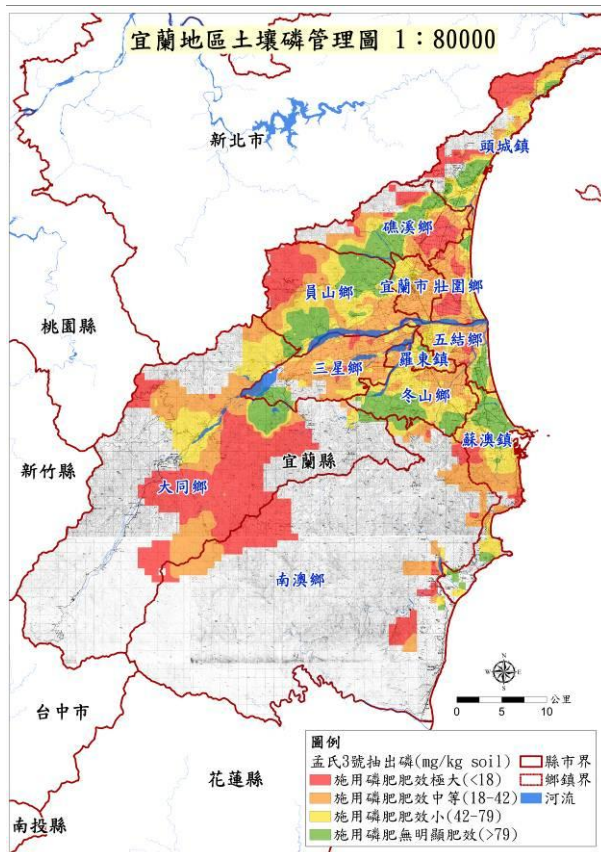 宜蘭地區土壤磷管理圖 1：80000
新北市
頭城鎮
礁溪鄉
員山鄉
宜蘭市
壯圍鄉
桃園縣
五結鄉
羅東鎮
三星鄉
冬山鄉
蘇澳鎮
宜蘭縣
新竹縣
大同鄉
南澳鄉
台中市
花蓮縣
南投縣
N
W
E
S
公里
0 5 10
圖例
孟氏3號抽出磷(mg/kg soil)
施用磷肥肥效極大(<18)
施用磷肥肥效中等(18-42)
施用磷肥肥效小(42-79)
施用磷肥無明顯肥效(>79)
縣市界
鄉鎮界
河流